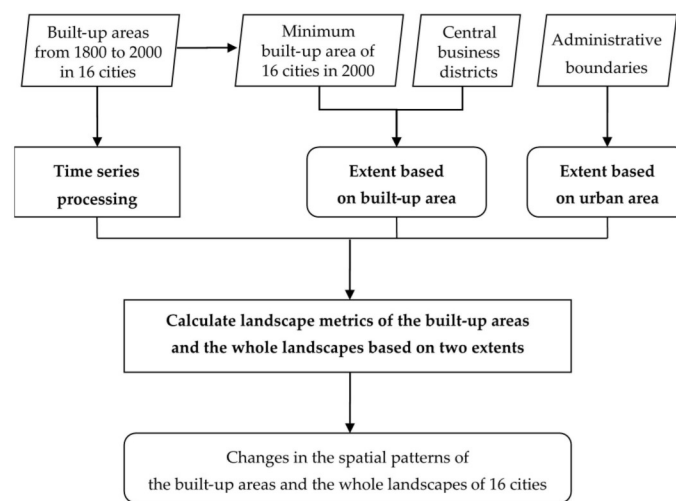 Built-up areas
from 1800 to 2000
in 16 cities
Minimum
built-up area of
16 cities in 2000
Central
business
districts
Administrative
boundaries
Time series
processing
Extent based
on built-up area
Extent based
on urban area
Calculate landscape metrics of the built-up areas
and the whole landscapes based on two extents
Changes in the spatial patterns of
the built-up areas and the whole landscapes of 16 cities